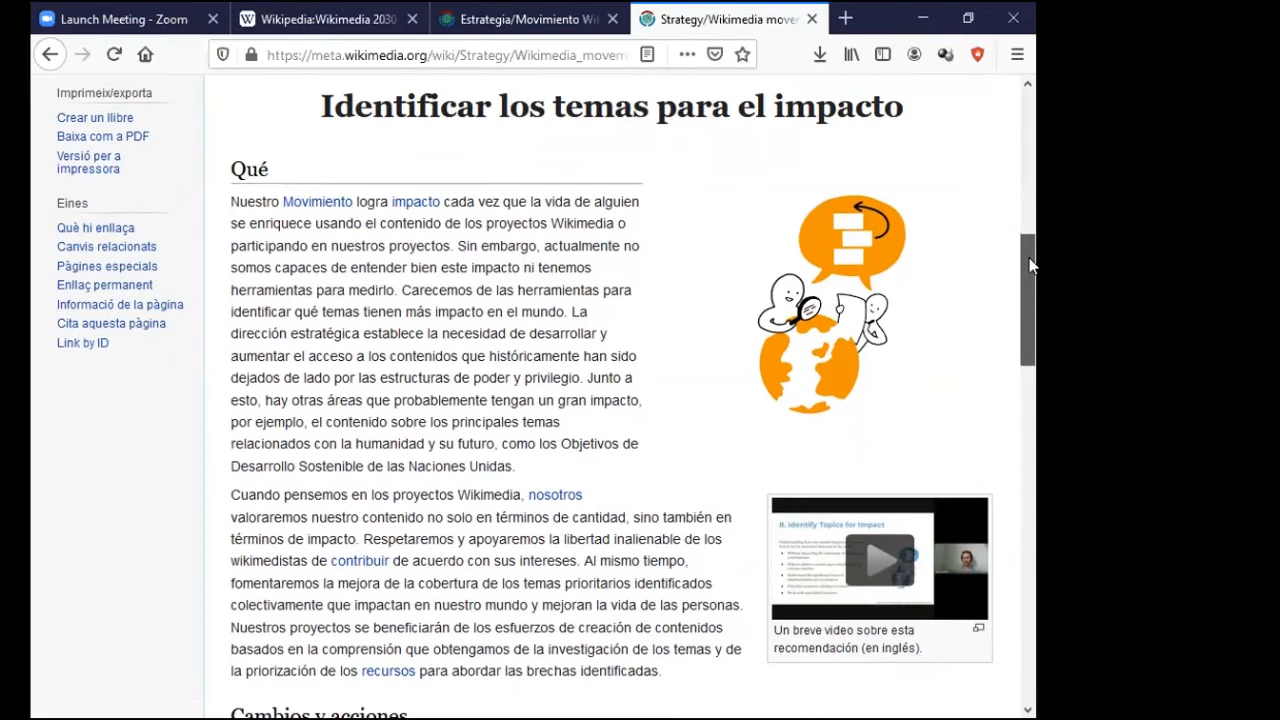 Launch Meeting - Zoom
Wikipedia:Wikimedia 2030
Estrategia/Movimiento Wi
Strategy/Wikimedia move
https://meta.wikimedia.org/wiki/Strategy/Wikimedia_movem
Imprimeix/exporta
Crear un llibre
Baixa com a PDF
Versió per a
impressora
Eines
Què hi enllaça
Canvis relacionats
Pàgines especials
Enllaç permanent
Informació de la pàgina
Cita aquesta pàgina
Link by ID
Identificar los temas para el impacto
Qué
Nuestro Movimiento logra impacto cada vez que la vida de alguien
se enriquece usando el contenido de los proyectos Wikimedia o
participando en nuestros proyectos. Sin embargo, actualmente no
somos capaces de entender bien este impacto ni tenemos
herramientas para medirlo. Carecemos de las herramientas para
identificar qué temas tienen más impacto en el mundo. La
dirección estratégica establece la necesidad de desarrollar y
aumentar el acceso a los contenidos que históricamente han sido
dejados de lado por las estructuras de poder y privilegio. Junto a
esto, hay otras áreas que probablemente tengan un gran impacto,
por ejemplo, el contenido sobre los principales temas
relacionados con la humanidad y su futuro, como los Objetivos de
Desarrollo Sostenible de las Naciones Unidas.
Cuando pensemos en los proyectos Wikimedia, nosotros
valoraremos nuestro contenido no solo en términos de cantidad, sino también en
términos de impacto. Respetaremos y apoyaremos la libertad inalienable de los
wikimedistas de contribuir de acuerdo con sus intereses. Al mismo tiempo,
fomentaremos la mejora de la cobertura de los temas prioritarios identificados
colectivamente que impactan en nuestro mundo y mejoran la vida de las personas.
Nuestros proyectos se beneficiarán de los esfuerzos de creación de contenidos
basados en la comprensión que obtengamos de la investigación de los temas y de
la priorización de los recursos para abordar las brechas identificadas.
8. Identify Topics for Impact
Un breve video sobre esta
recomendación (en inglés).
Cambios y acciones